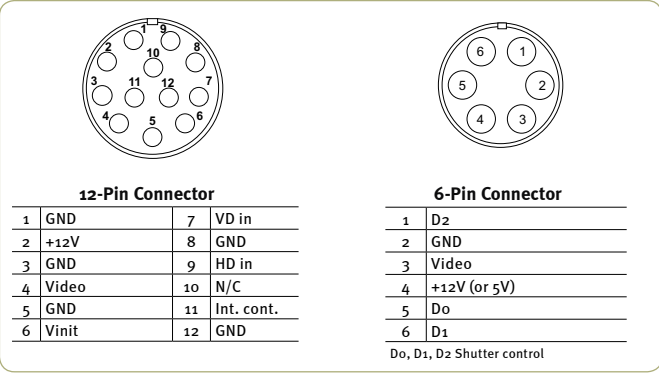 1 9
2 10 8
3 11 12 7
4 5 6
6 1
5 2
4 3
12-Pin Connector
1 GND 7 VD in
2 +12V 8 GND
3 GND 9 HD in
4 Video 10 N/C
5 GND 11 Int. cont.
6 Vinit 12 GND
6-Pin Connector
1 D2
2 GND
3 Video
4 +12V (or 5V)
5 D0
6 D1
D0, D1, D2 Shutter control